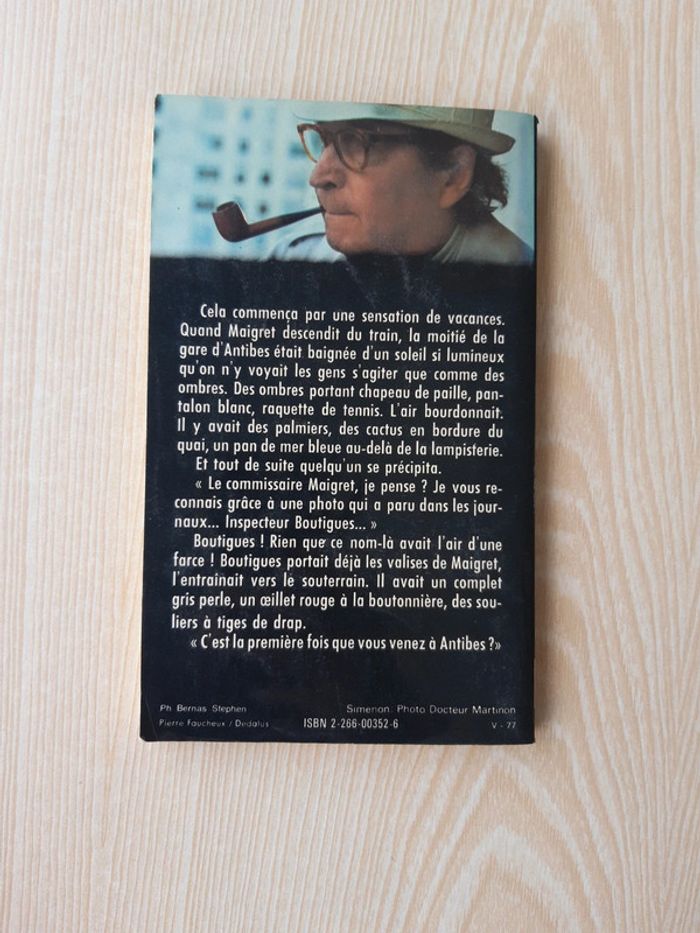 Cela commença par une sensation de vacances.
Quand Maigret descendit du train, la moitié de la
gare d'Antibes était baignée d'un soleil si lumineux
qu'on n'y voyait les gens s'agiter que comme des
ombres. Des ombres portant chapeau de paille, pan-
talon blanc, raquette de tennis. L'air bourdonnait.
Il y avait des palmiers, des cactus en bordure du
quai, un pan de mer bleue au-delà de la lampisterie.
Et tout de suite quelqu'un se précipita.
« Le commissaire Maigret, je pense ? Je vous re-
connais grâce à une photo qui a paru dans les jour-
naux... Inspecteur Boutigues... »
Boutigues ! Rien que ce nom-là avait l'air d'une
farce ! Boutigues portait déjà les valises de Maigret,
l'entraînait vers le souterrain. Il avait un complet
gris perle, un œillet rouge à la boutonnière, des sou-
liers à tiges de drap.
« C'est la première fois que vous venez à Antibes ?»
Ph Bernas Stephen
Simenon: Photo Docteur Martinon
Pierre Faucheux / Dedalus
ISBN 2-266-00352-6
V - 77